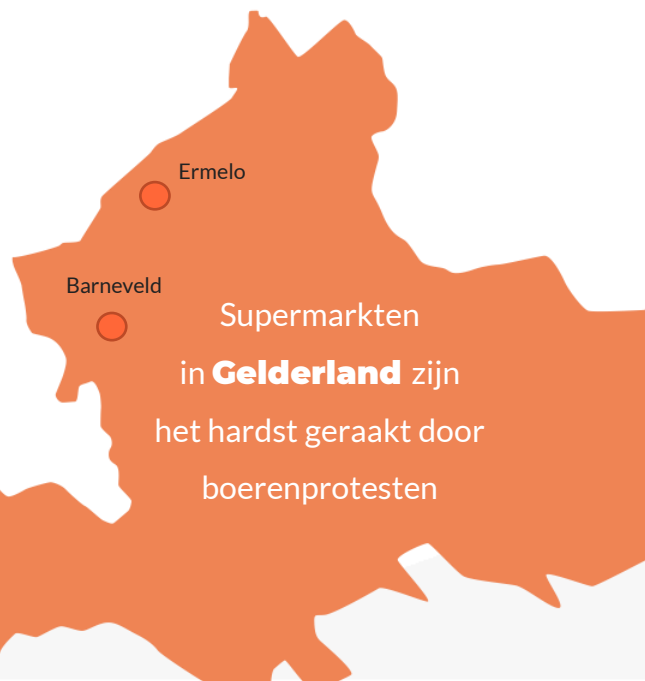 Ermelo
Barneveld
Supermarkten
in Gelderland zijn
het hardst geraakt door
boerenprotesten